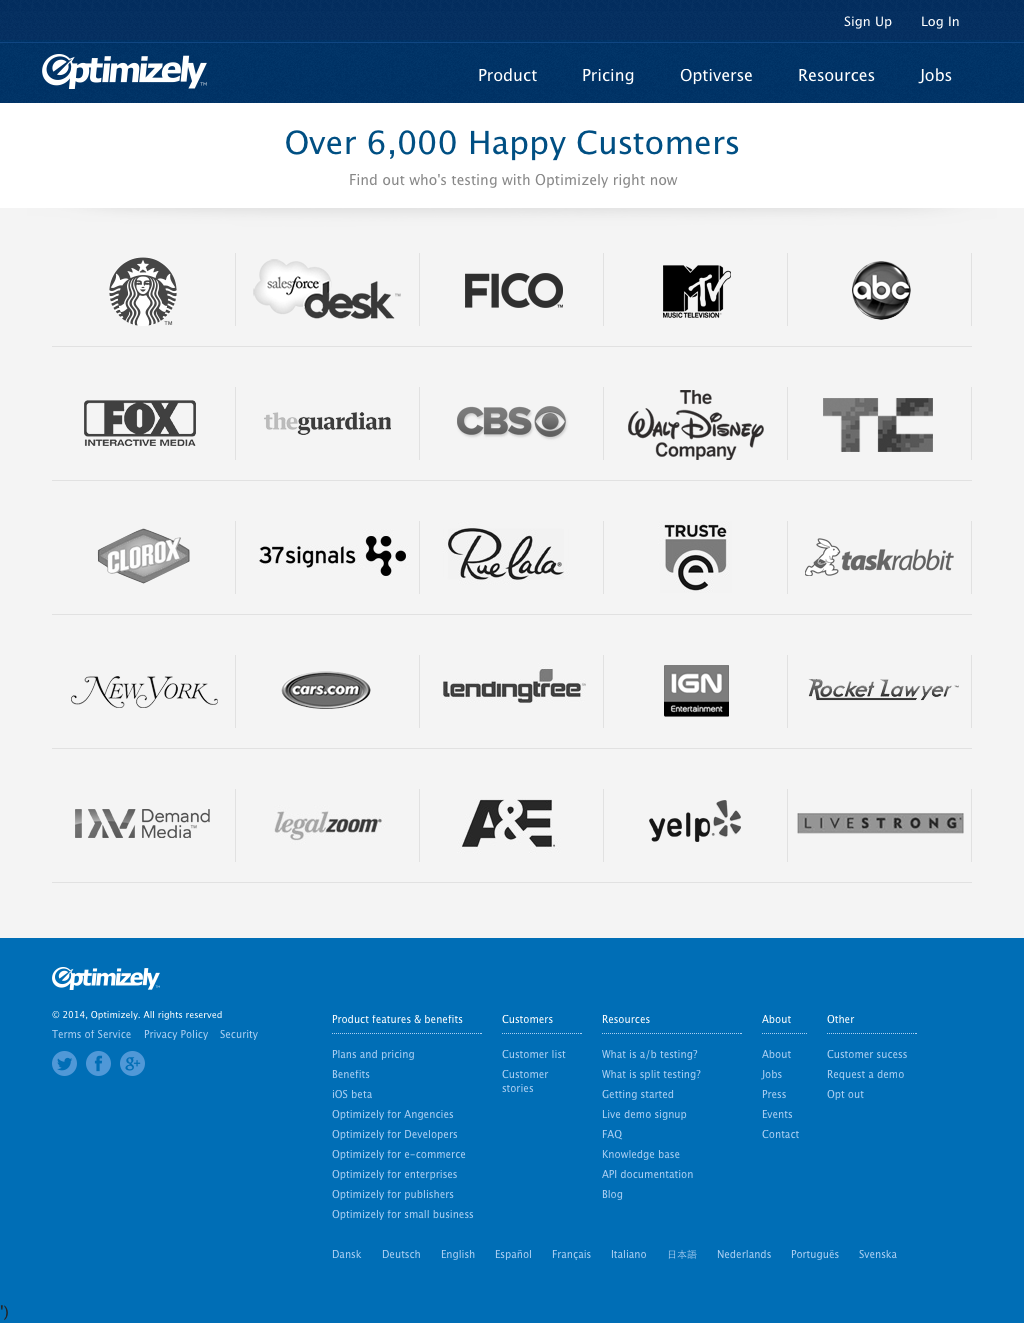 Sign Up Log In
Optimizely™
Product Pricing Optiverse Resources Jobs
Over 6,000 Happy Customers
Find out who's testing with Optimizely right now
TM
salesforce desk™
FICO™
MTV MUSIC TELEVISION
abc
FOX INTERACTIVE MEDIA
theguardian
CBS
The Walt Disney Company
TC
CLOROX
37signals
Rue la la®
TRUSTe e
taskrabbit
New York
cars.com
lendingtree™
IGN Entertainment
Rocket Lawyer™
Demand Media™
legalzoom
A&E
yelp
LIVESTRONG
Optimizely
© 2014, Optimizely. All rights reserved
Terms of Service Privacy Policy Security
Product features & benefits
Plans and pricing
Benefits
iOS beta
Optimizely for Angencies
Optimizely for Developers
Optimizely for e-commerce
Optimizely for enterprises
Optimizely for publishers
Optimizely for small business
Customers
Customer list
Customer
stories
Resources
What is a/b testing?
What is split testing?
Getting started
Live demo signup
FAQ
Knowledge base
API documentation
Blog
About
About
Jobs
Press
Events
Contact
Other
Customer sucess
Request a demo
Opt out
Dansk Deutsch English Español Français Italiano 日本語 Nederlands Português Svenska
')